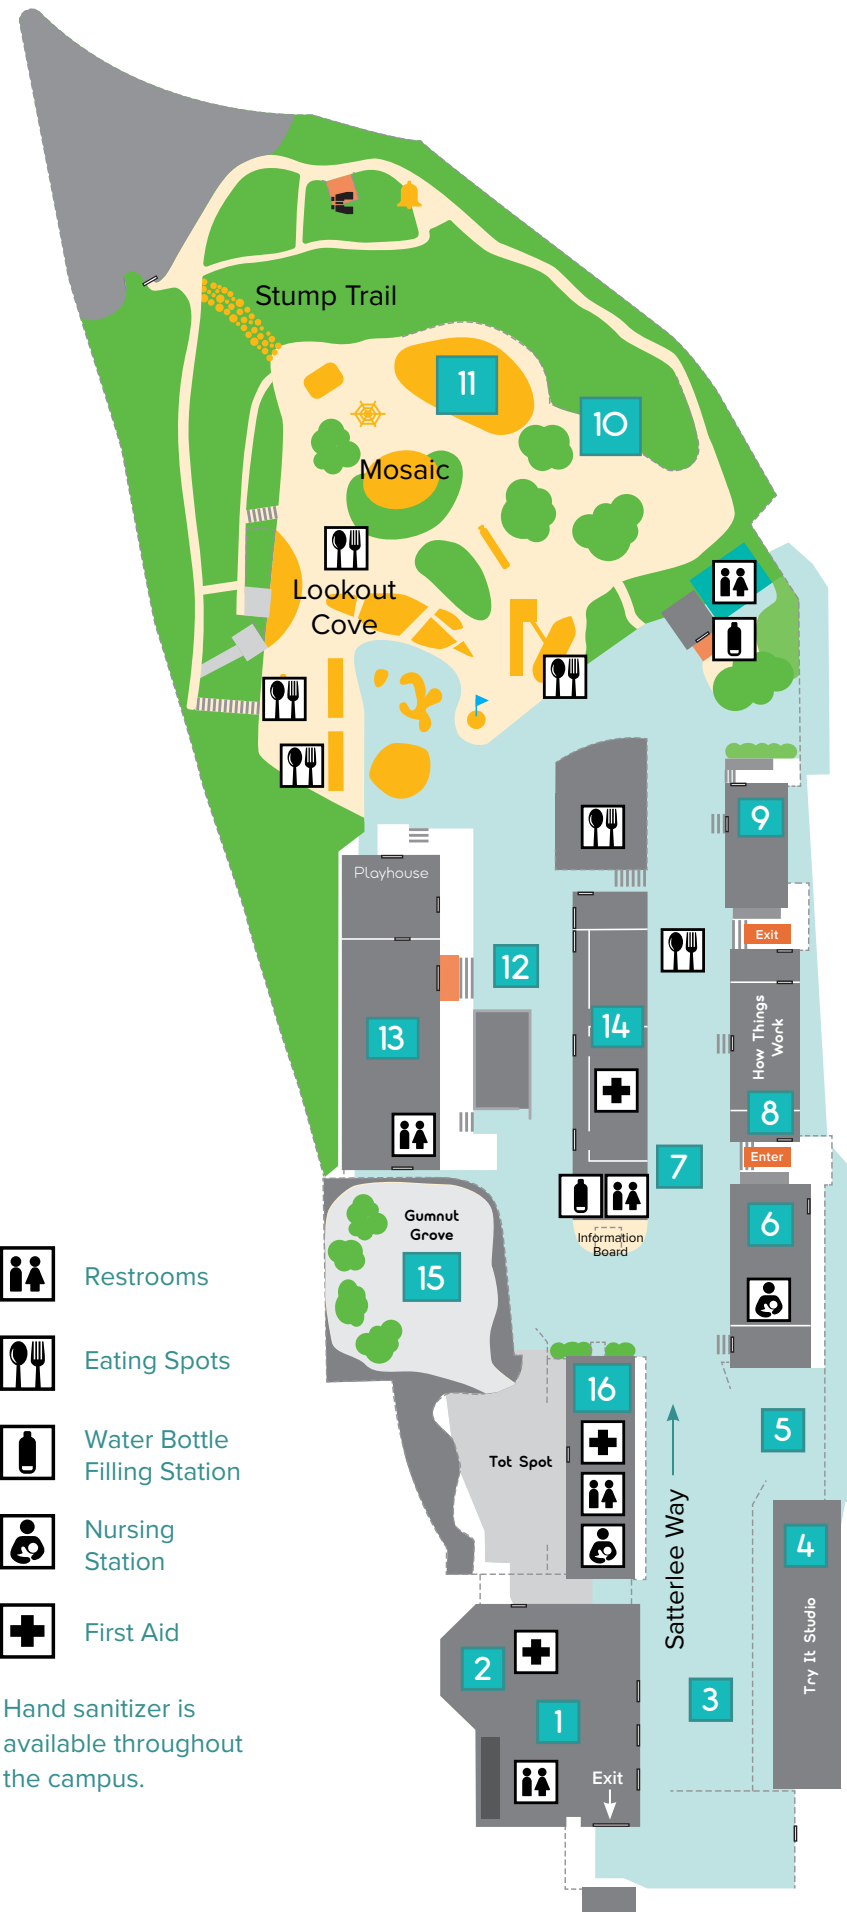 Stump Trail
11
10
Mosaic
Lookout
Cove
9
Playhouse
Exit
12
How Things
Work
14
13
8
Enter
7
6
Gumnut
Grove
Information
Board
15
Restrooms
Eating Spots
16
5
Water Bottle
Filling Station
Tot Spot
Satterlee Way
Nursing
Station
4
Try It Studio
First Aid
2
3
1
Hand sanitizer is
available throughout
the campus.
Exit